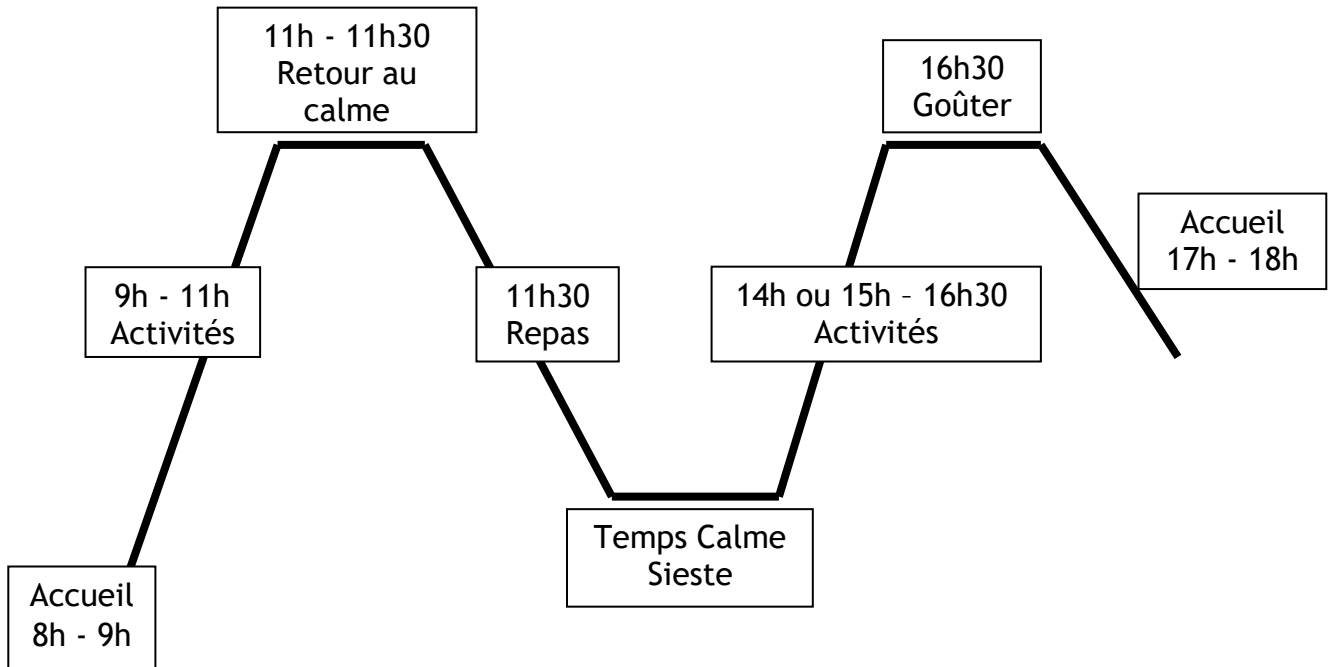 11h - 11h30
Retour au
calme
16h30
Goûter
Accueil
17h - 18h
9h - 11h
Activités
11h30
Repas
14h ou 15h – 16h30
Activités
Temps Calme
Sieste
Accueil
8h - 9h